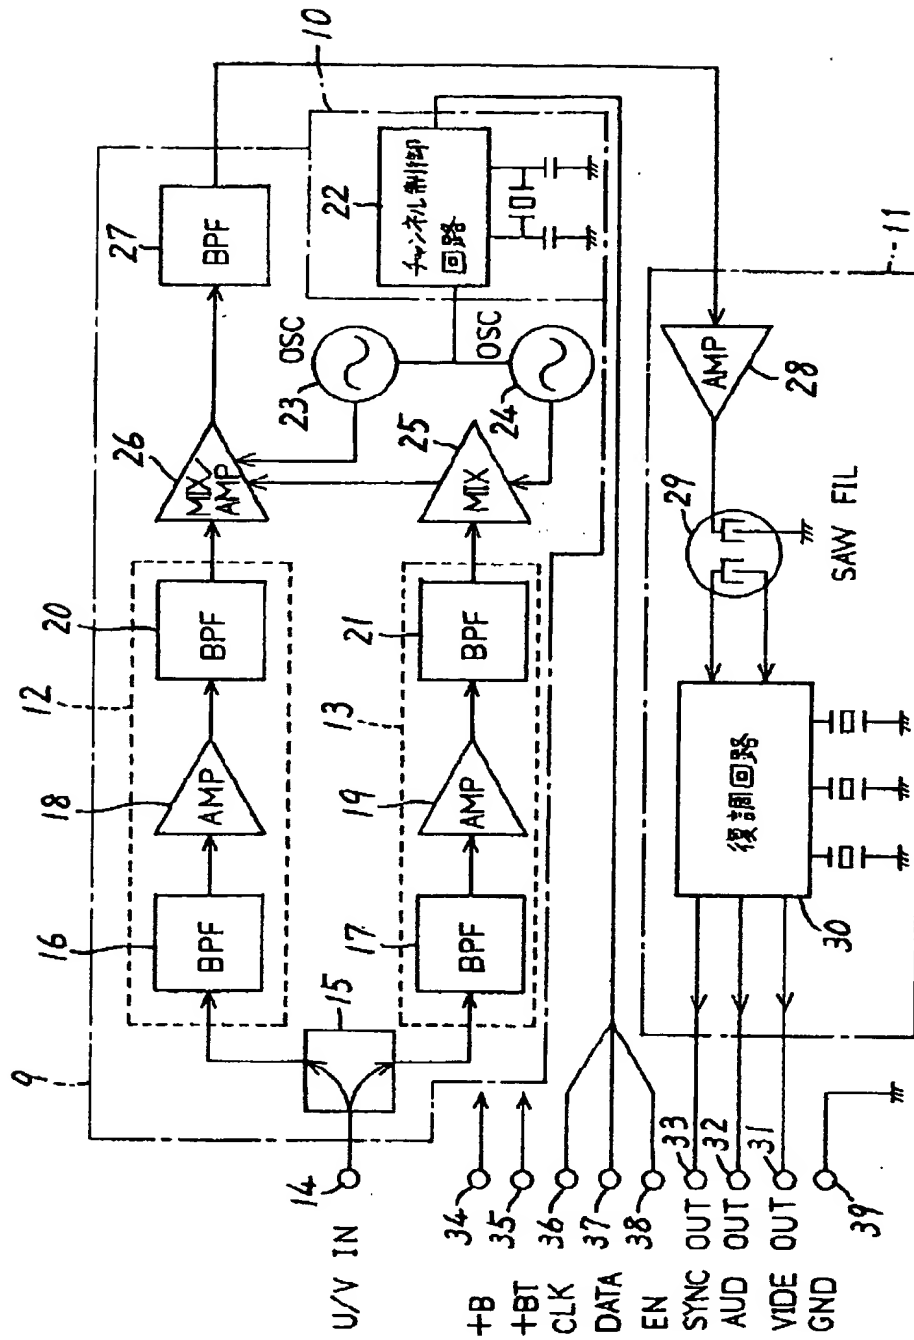 9
12
26
27
16
18
20
BPF
AMP
BPF
MIX/
AMP
BPF
10
15
23
OSC
22
チャンネル制御
回路
U/V IN
14
13
25
OSC
17
19
21
24
BPF
AMP
BPF
MIX
+B
34
+BT
35
CLK
36
DATA
37
EN
38
SYNC OUT
33
AUD OUT
32
VIDE OUT
31
GND
39
復調回路
30
29
SAW FIL
AMP
28
11